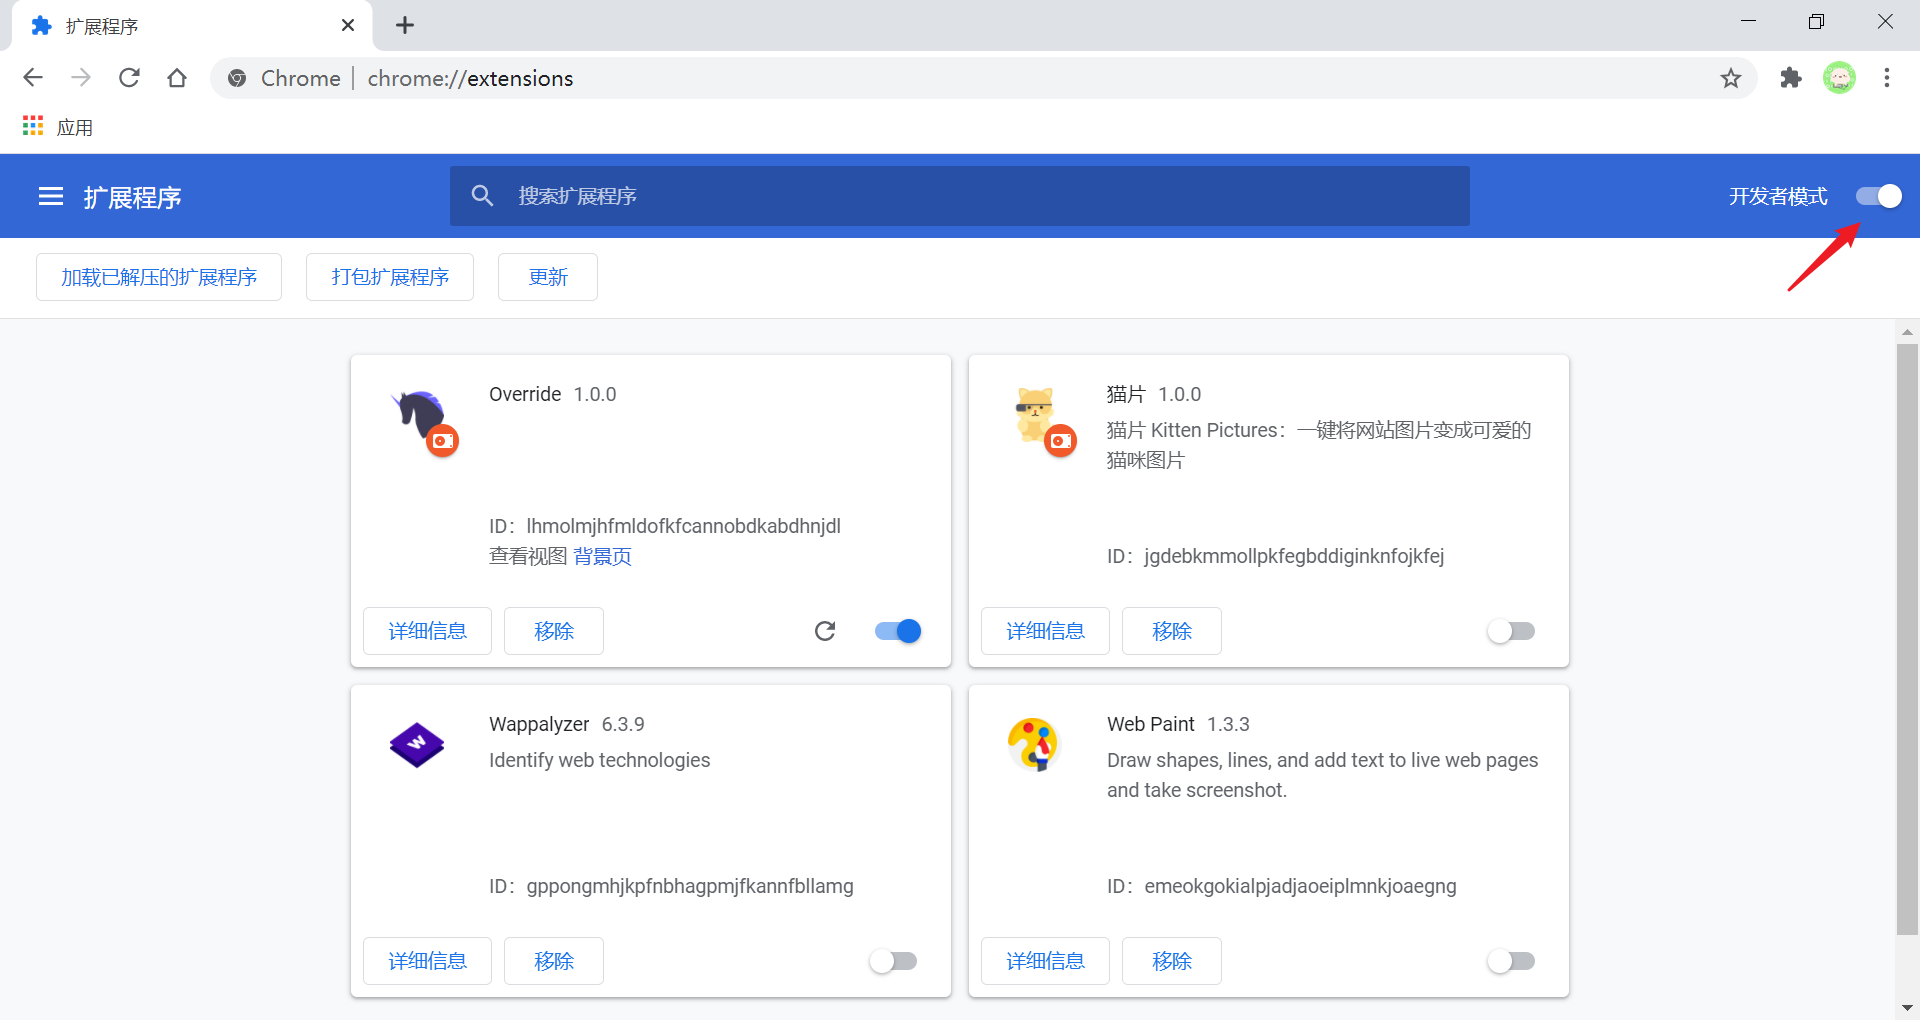 扩展程序
Chrome | chrome://extensions
应用
扩展程序
搜索扩展程序
开发者模式
加载已解压的扩展程序
打包扩展程序
更新
Override 1.0.0
ID：lhmolmjhfmldofkfcannobdkabdhnjdl
查看视图 背景页
详细信息
移除
猫片 1.0.0
猫片 Kitten Pictures：一键将网站图片变成可爱的
猫咪图片
ID：jgdebkmmollpkfegbddiginknfojkfej
详细信息
移除
Wappalyzer 6.3.9
Identify web technologies
ID：gppongmhjkpfnbhagpmjfkannfbllamg
详细信息
移除
Web Paint 1.3.3
Draw shapes, lines, and add text to live web pages
and take screenshot.
ID：emeokgokialpjadjaoeiplmnkjoaegng
详细信息
移除